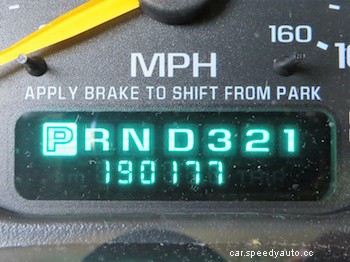 160
MPH
APPLY BRAKE TO SHIFT FROM PARK
P R N D 3 2 1
190177
car.speedyauto.cc